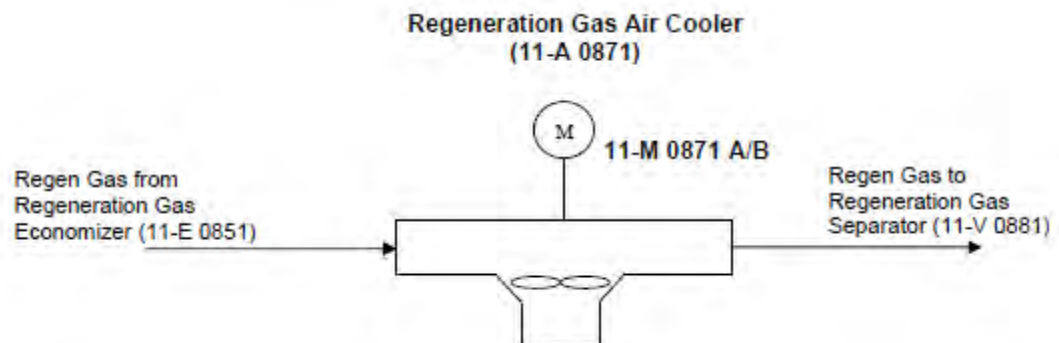 Regeneration Gas Air Cooler
(11-A 0871)
M
11-M 0871 A/B
Regen Gas from
Regeneration Gas
Economizer (11-E 0851)
Regen Gas to
Regeneration Gas
Separator (11-V 0881)